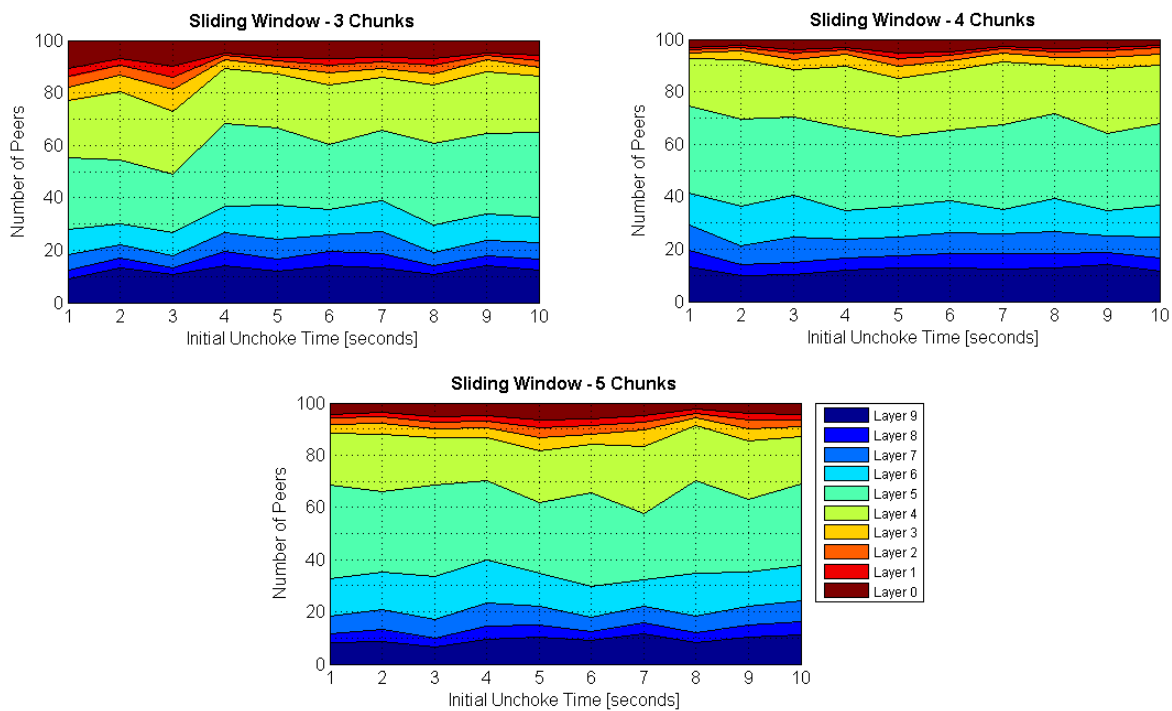 Sliding Window - 3 Chunks
100
80
60
40
20
0
Number of Peers
1 2 3 4 5 6 7 8 9 10
Initial Unchoke Time [seconds]
Sliding Window - 4 Chunks
100
80
60
40
20
0
Number of Peers
1 2 3 4 5 6 7 8 9 10
Initial Unchoke Time [seconds]
Sliding Window - 5 Chunks
100
80
60
40
20
0
Number of Peers
1 2 3 4 5 6 7 8 9 10
Initial Unchoke Time [seconds]
Layer 9
Layer 8
Layer 7
Layer 6
Layer 5
Layer 4
Layer 3
Layer 2
Layer 1
Layer 0